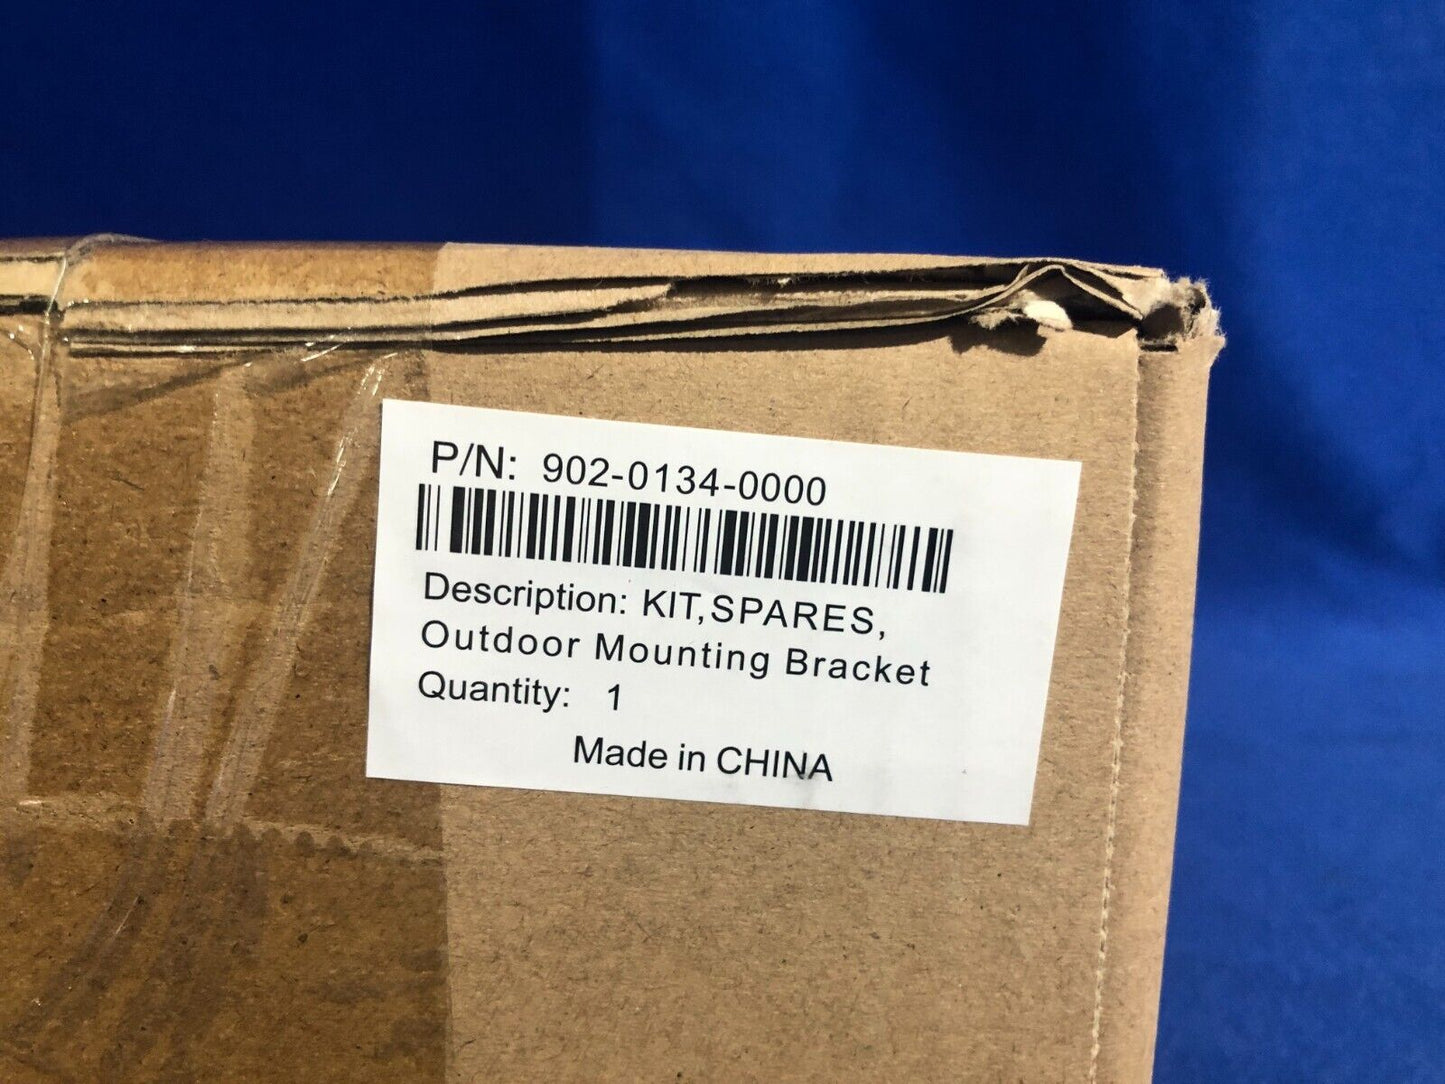 P/N: 902-0134-0000
Description: KIT,SPARES,
Outdoor Mounting Bracket
Quantity: 1
Made in CHINA